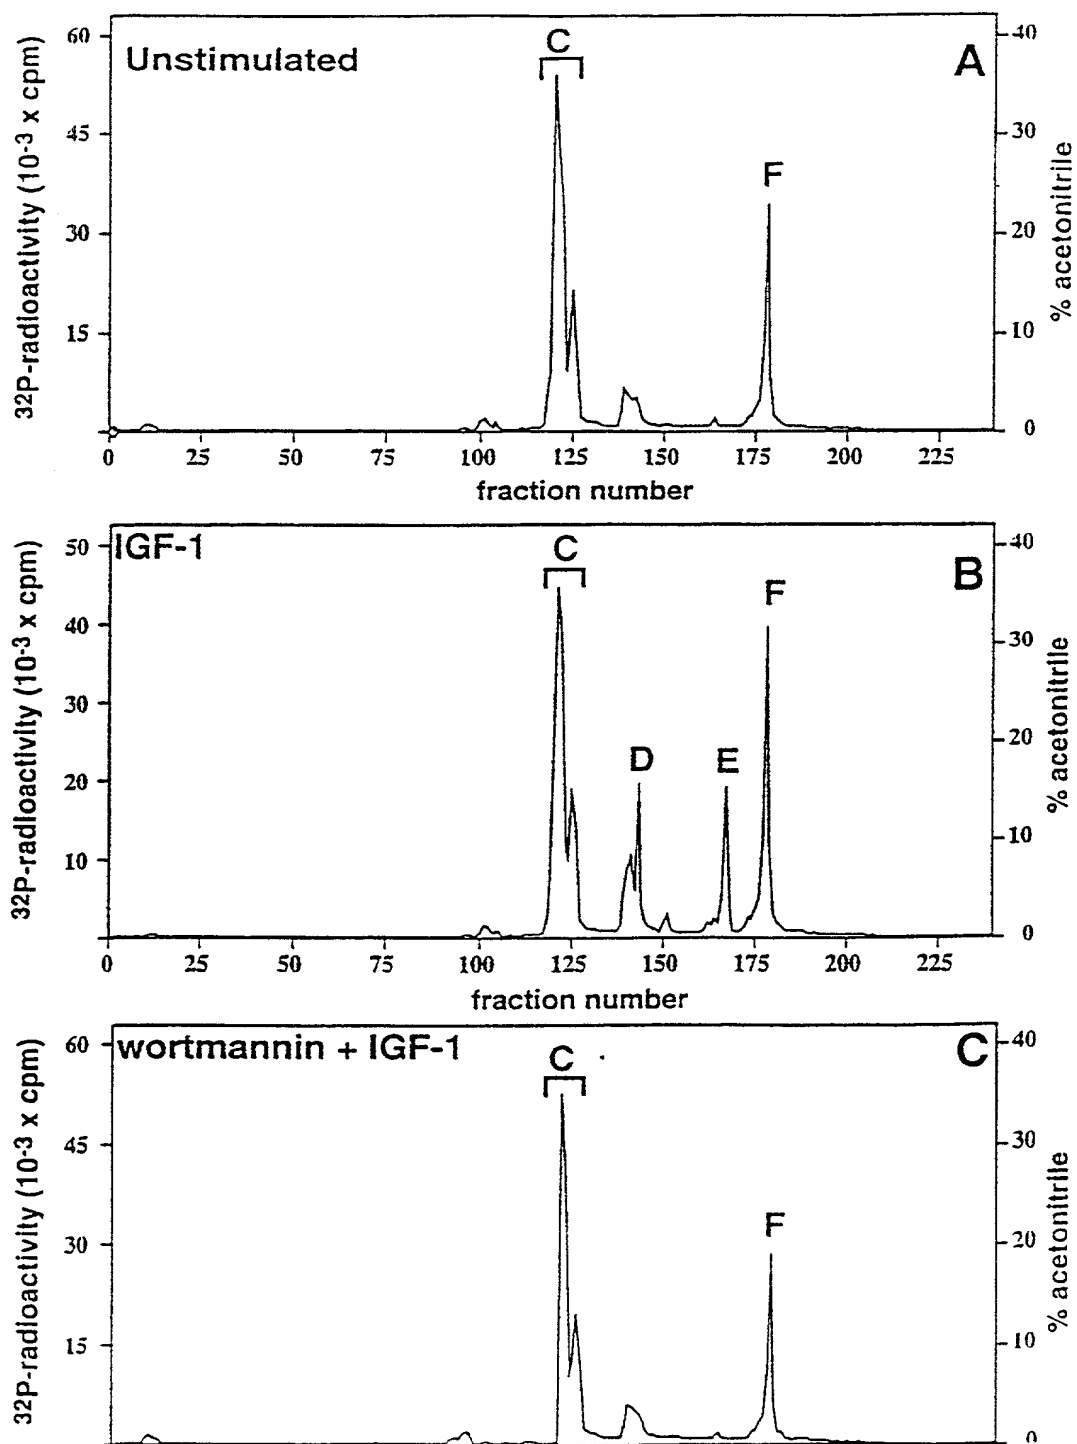 Unstimulated
A
C
F
32P-radioactivity (10-3 x cpm)
60
45
30
15
% acetonitrile
40
30
20
10
0
0 25 50 75 100 125 150 175 200 225
fraction number
IGF-1
B
C
D
E
F
32P-radioactivity (10-3 x cpm)
50
40
30
20
10
% acetonitrile
40
30
20
10
0
0 25 50 75 100 125 150 175 200 225
fraction number
wortmannin + IGF-1
C
C
F
32P-radioactivity (10-3 x cpm)
60
45
30
15
% acetonitrile
40
30
20
10
0